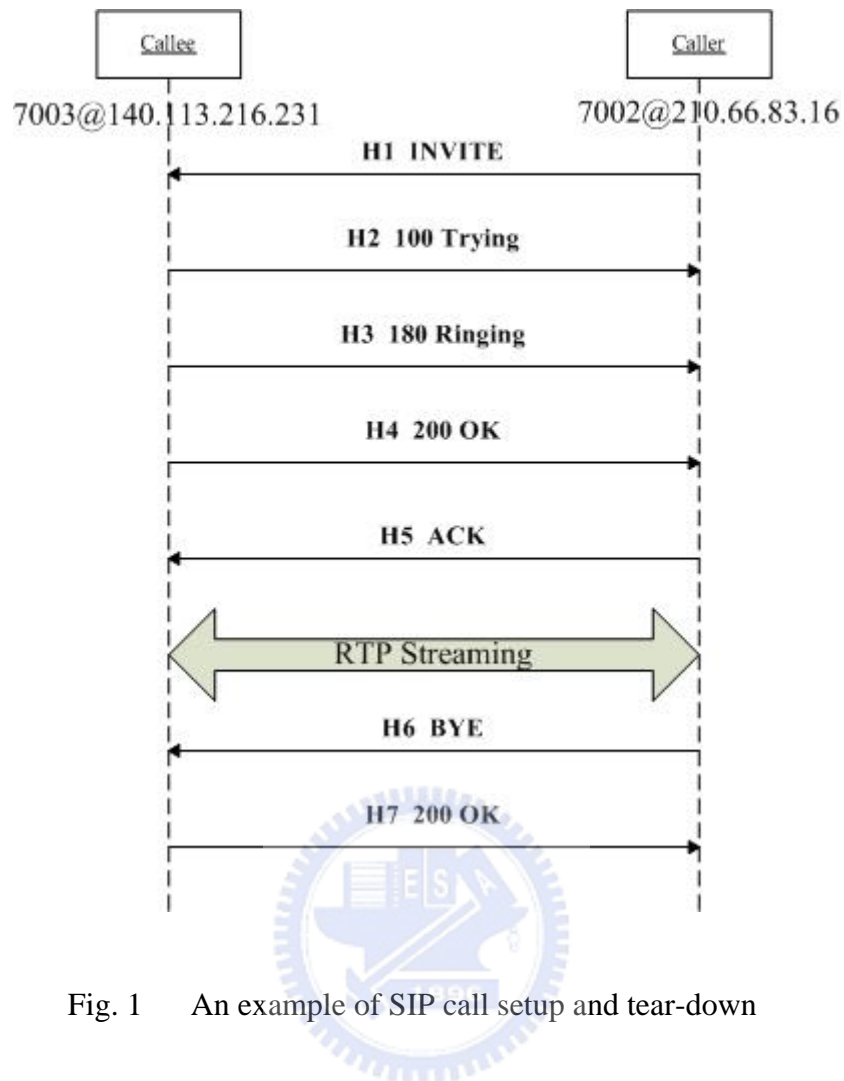 Callee
Caller
7003@140.113.216.231
7002@210.66.83.16
H1 INVITE
H2 100 Trying
H3 180 Ringing
H4 200 OK
H5 ACK
RTP Streaming
H6 BYE
H7 200 OK
E S A
1896
Fig. 1 An example of SIP call setup and tear-down